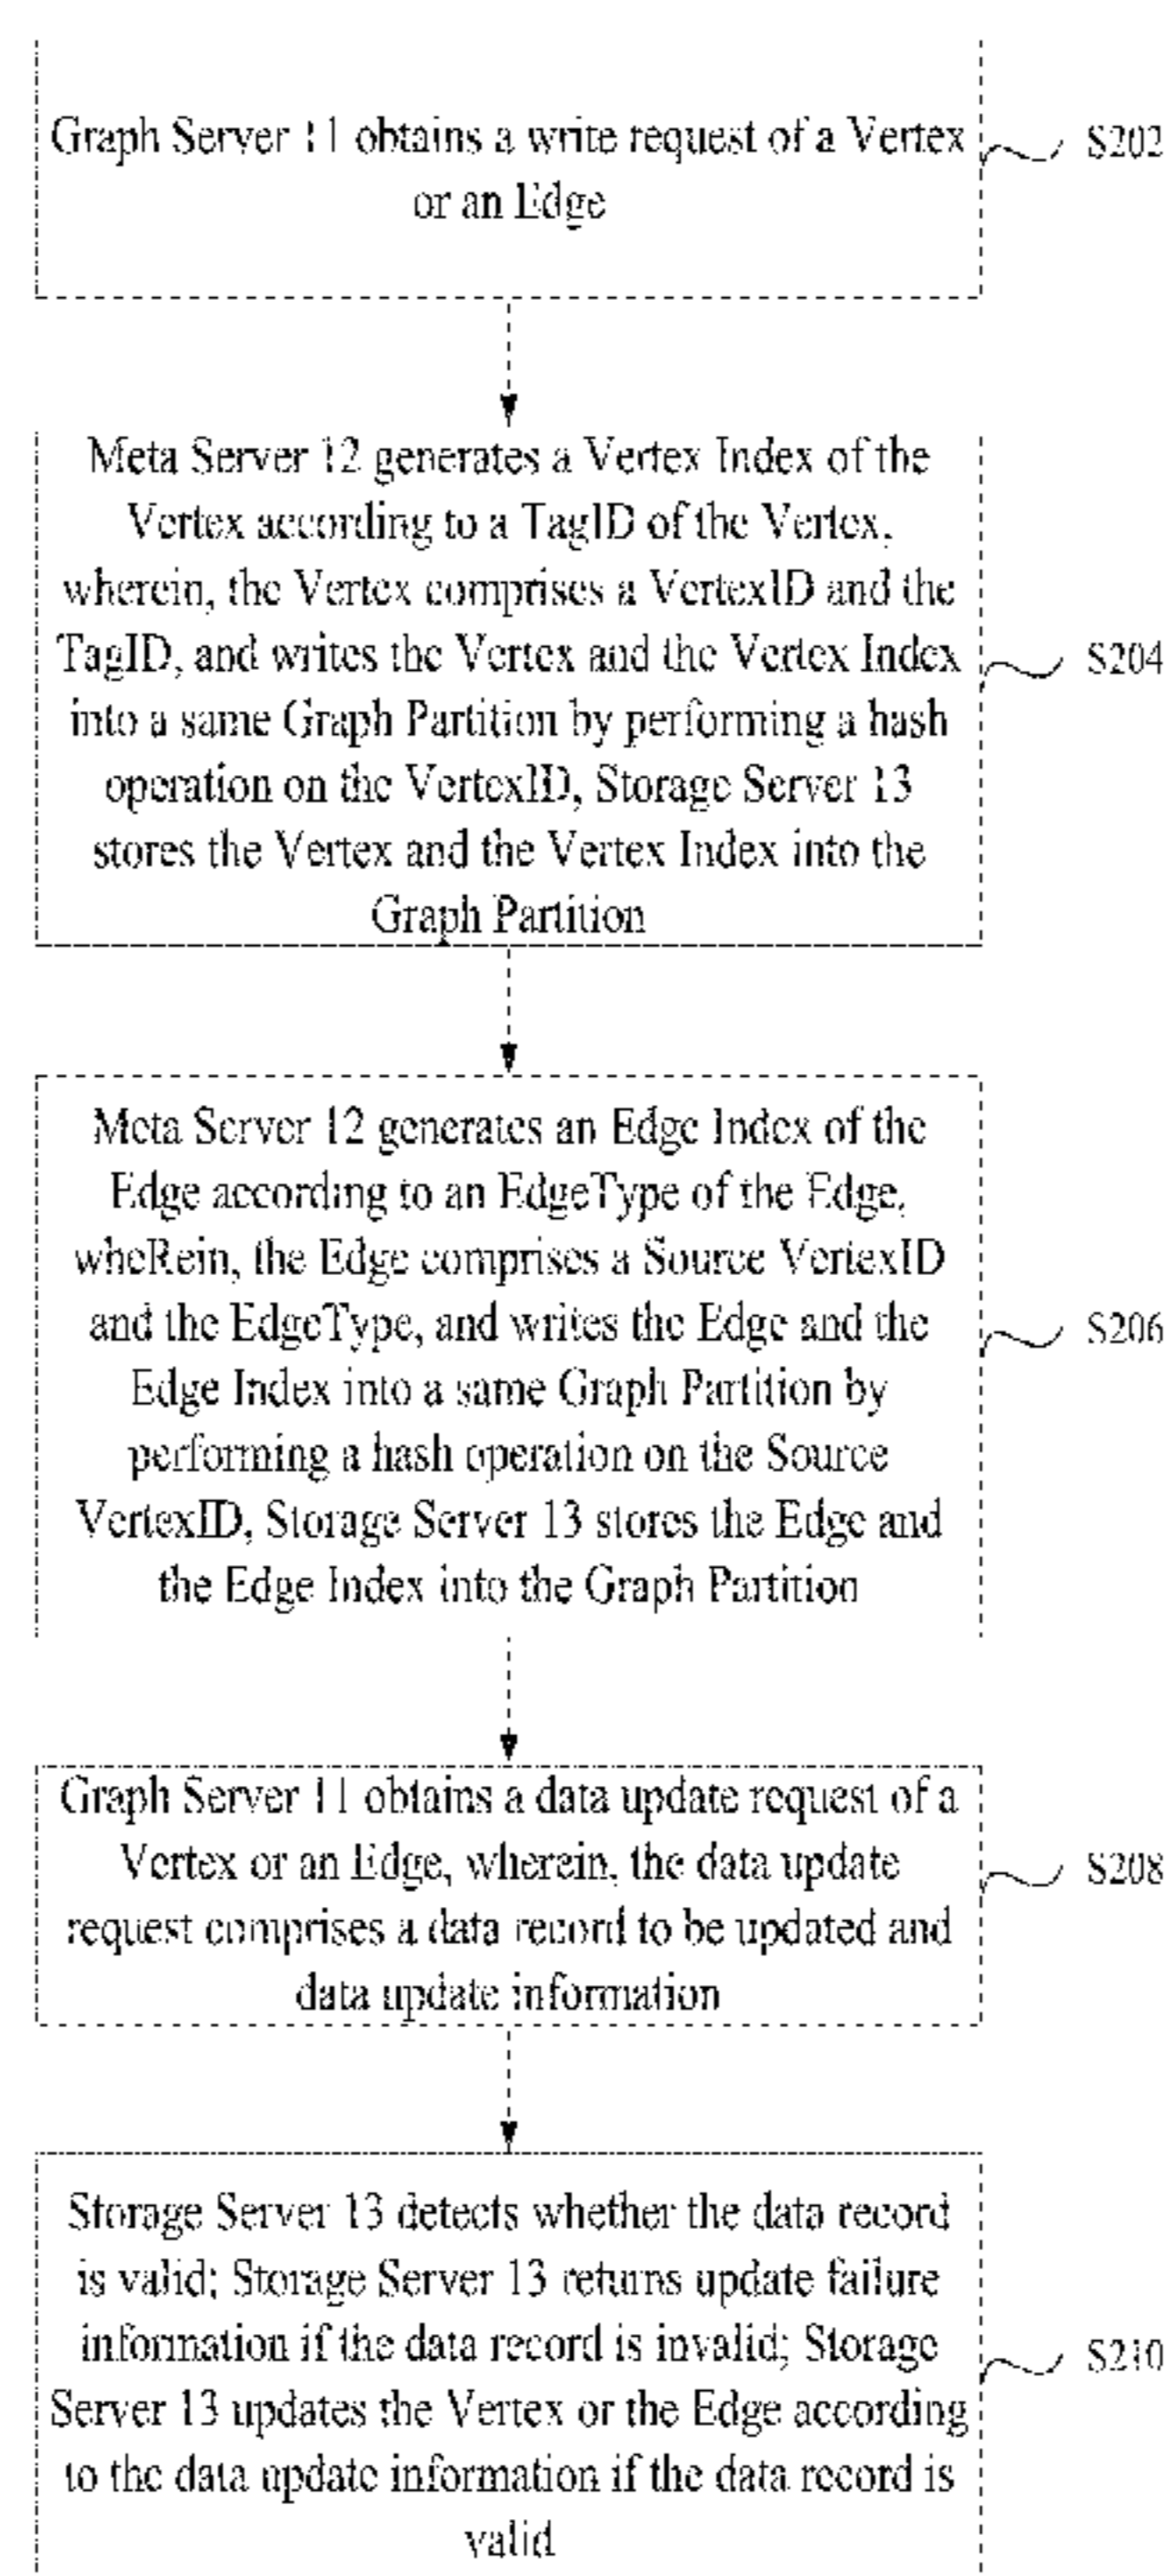 Graph Server 11 obtains a write request of a Vertex
or an Edge
S202
Meta Server 12 generates a Vertex Index of the
Vertex according to a TagID of the Vertex,
wherein, the Vertex comprises a VertexID and the
TagID, and writes the Vertex and the Vertex Index
into a same Graph Partition by performing a hash
operation on the VertexID, Storage Server 13
stores the Vertex and the Vertex Index into the
Graph Partition
S204
Meta Server 12 generates an Edge Index of the
Edge according to an EdgeType of the Edge,
wheRein, the Edge comprises a Source VertexID
and the EdgeType, and writes the Edge and the
Edge Index into a same Graph Partition by
performing a hash operation on the Source
VertexID, Storage Server 13 stores the Edge and
the Edge Index into the Graph Partition
S206
Graph Server 11 obtains a data update request of a
Vertex or an Edge, wherein, the data update
request comprises a data record to be updated and
data update information
S208
Storage Server 13 detects whether the data record
is valid; Storage Server 13 returns update failure
information if the data record is invalid; Storage
Server 13 updates the Vertex or the Edge according
to the data update information if the data record is
valid
S210